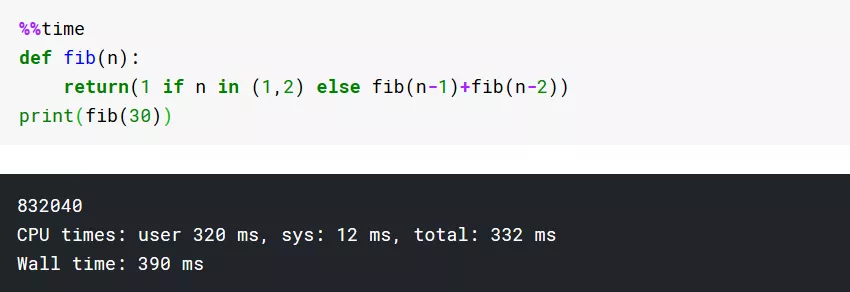 %%time
def fib(n):
    return(1 if n in (1,2) else fib(n-1)+fib(n-2))
print(fib(30))
832040
CPU times: user 320 ms, sys: 12 ms, total: 332 ms
Wall time: 390 ms